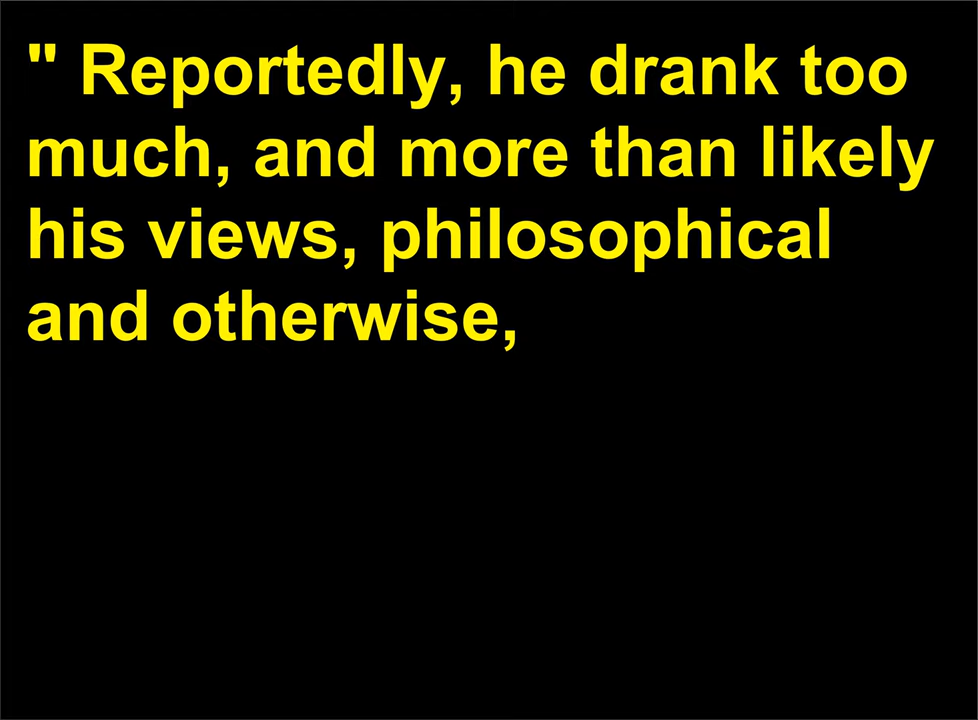 " Reportedly, he drank too
much, and more than likely
his views, philosophical
and otherwise,